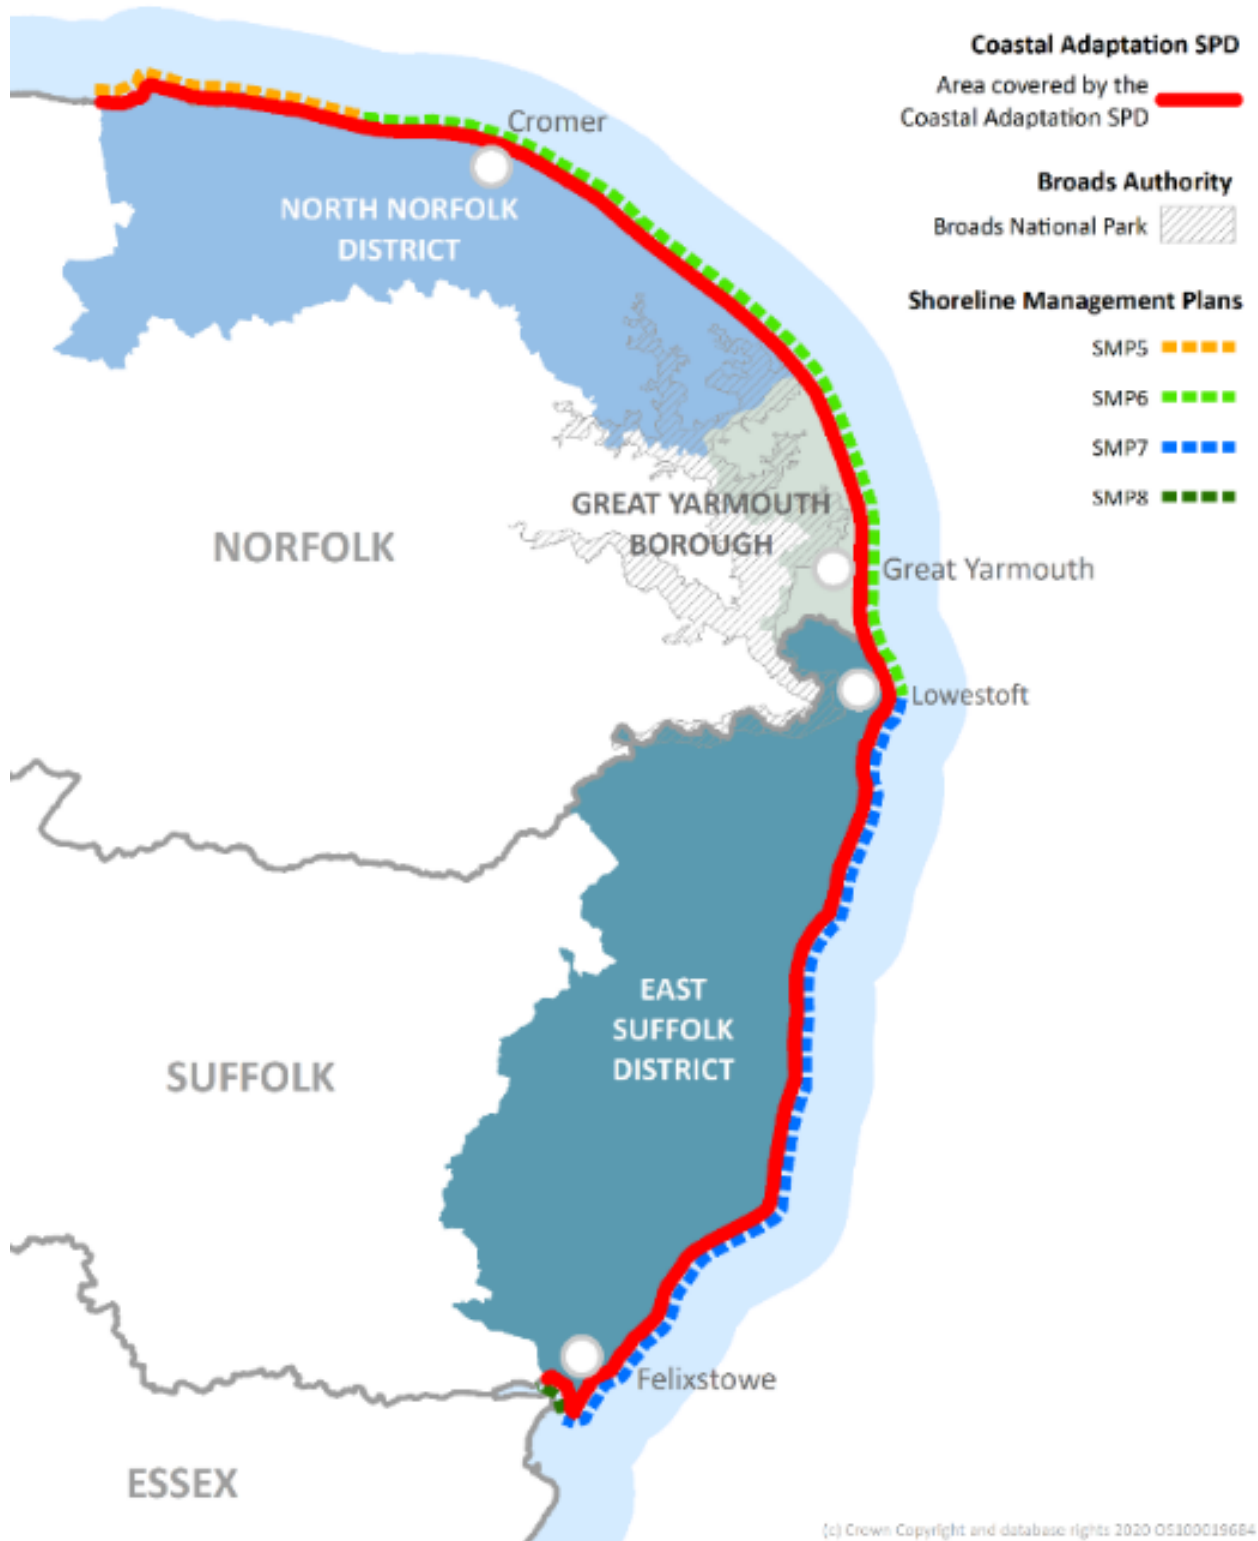 Coastal Adaptation SPD
Area covered by the
Coastal Adaptation SPD
Broads Authority
Broads National Park
Shoreline Management Plans
SMP5
SMP6
SMP7
SMP8
Cromer
NORTH NORFOLK
DISTRICT
GREAT YARMOUTH
BOROUGH
NORFOLK
Great Yarmouth
Lowestoft
EAST
SUFFOLK
DISTRICT
SUFFOLK
Felixstowe
ESSEX
(c) Crown Copyright and database rights 2020 OS100019684